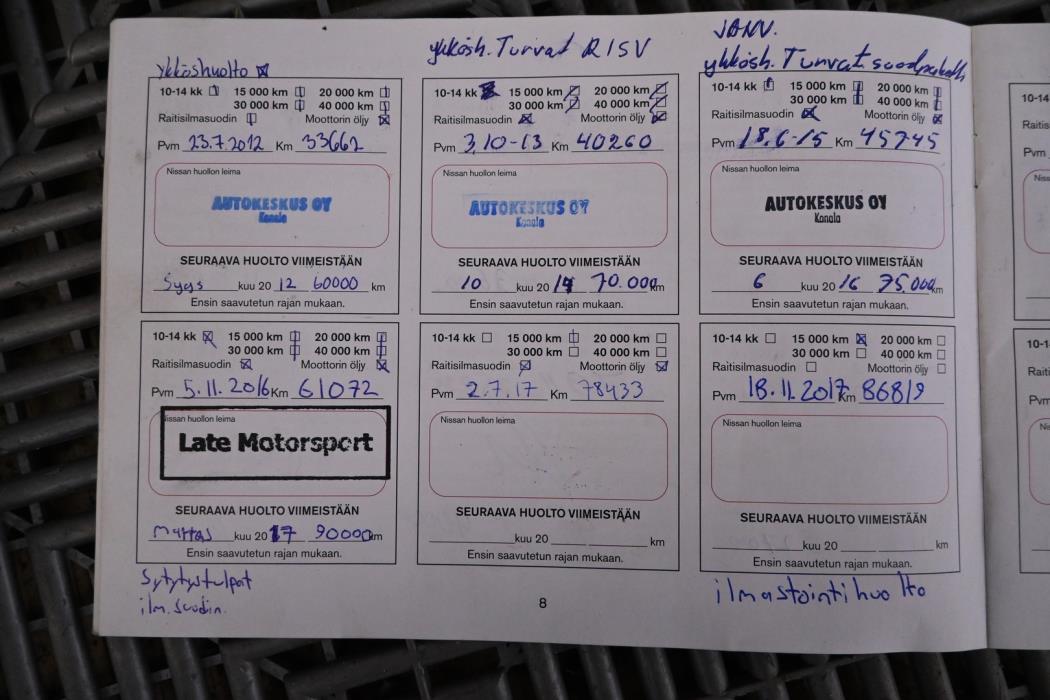 ykköshuolto
10-14 kk 15 000 km 20 000 km
30 000 km 40 000 km
Raitisilmasuodin Moottorin öljy
Pvm 23.7.2012 Km 33662
Nissan huollon leima
AUTOKESKUS OY
Konala
SEURAAVA HUOLTO VIIMEISTÄÄN
Syys kuu 20 12 60000 km
Ensin saavutetun rajan mukaan.
ykkösh. Turvat RISV
10-14 kk 15 000 km 20 000 km
30 000 km 40 000 km
Raitisilmasuodin Moottorin öljy
Pvm 3,10-13 Km 40260
Nissan huollon leima
AUTOKESKUS OY
Konala
SEURAAVA HUOLTO VIIMEISTÄÄN
10 kuu 20 14 70.000 km
Ensin saavutetun rajan mukaan.
ykkösh. Turvat
10-14 kk 15 000 km 20 000 km
30 000 km 40 000 km
Raitisilmasuodin Moottorin öljy
Pvm 18.6-15 Km 45745
Nissan huollon leima
AUTOKESKUS OY
Konala
SEURAAVA HUOLTO VIIMEISTÄÄN
6 kuu 20 16 75.000 km
Ensin saavutetun rajan mukaan.
10-14 kk 15 000 km 20 000 km
30 000 km 40 000 km
Raitisilmasuodin Moottorin öljy
Pvm 5.11.2016 Km 61072
Nissan huollon leima
Late Motorsport
SEURAAVA HUOLTO VIIMEISTÄÄN
Marras kuu 20 17 90000 km
Ensin saavutetun rajan mukaan.
Sytytystulpat
ilm.suodin.
10-14 kk 15 000 km 20 000 km
30 000 km 40 000 km
Raitisilmasuodin Moottorin öljy
Pvm 2.7.17 Km 78433
Nissan huollon leima
SEURAAVA HUOLTO VIIMEISTÄÄN
kuu 20 km
Ensin saavutetun rajan mukaan.
10-14 kk 15 000 km 20 000 km
30 000 km 40 000 km
Raitisilmasuodin Moottorin öljy
Pvm 18.11.2017 Km 86819
Nissan huollon leima
SEURAAVA HUOLTO VIIMEISTÄÄN
kuu 20 km
Ensin saavutetun rajan mukaan.
ilmastointihuolto
8